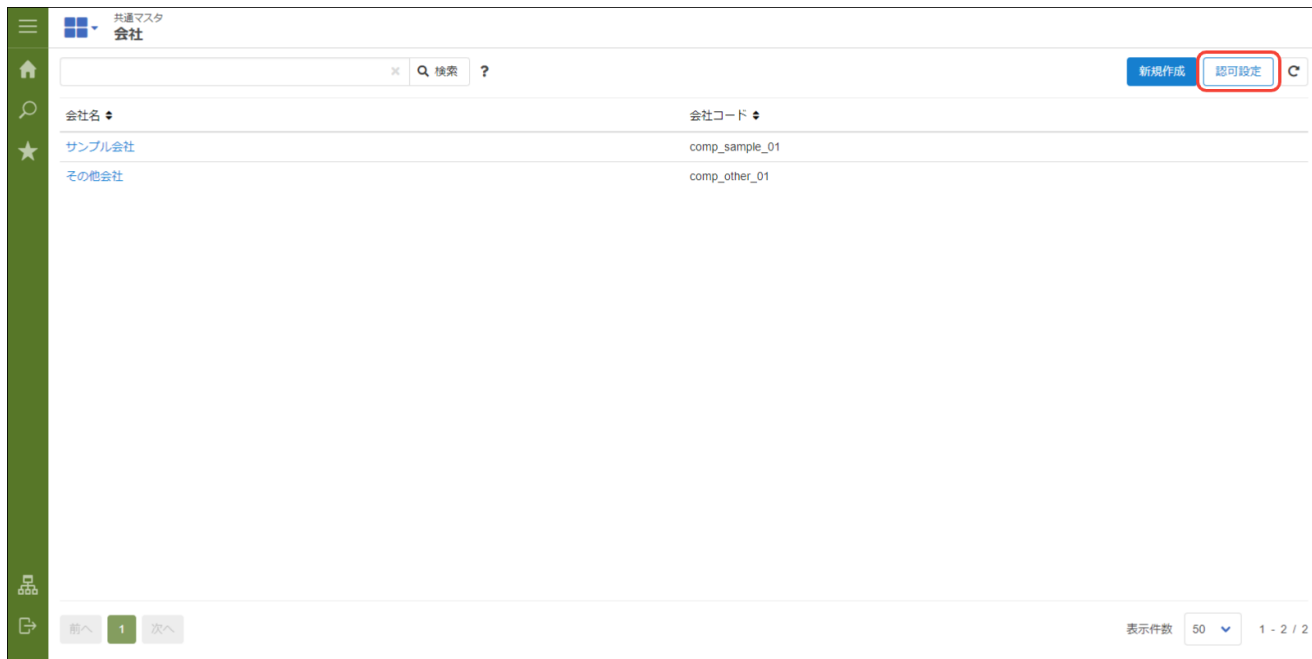 共通マスタ
会社
検索 ?
新規作成 認可設定
会社名 会社コード
サンプル会社 comp_sample_01
その他会社 comp_other_01
前へ 1 次へ 表示件数 50 1 - 2 / 2